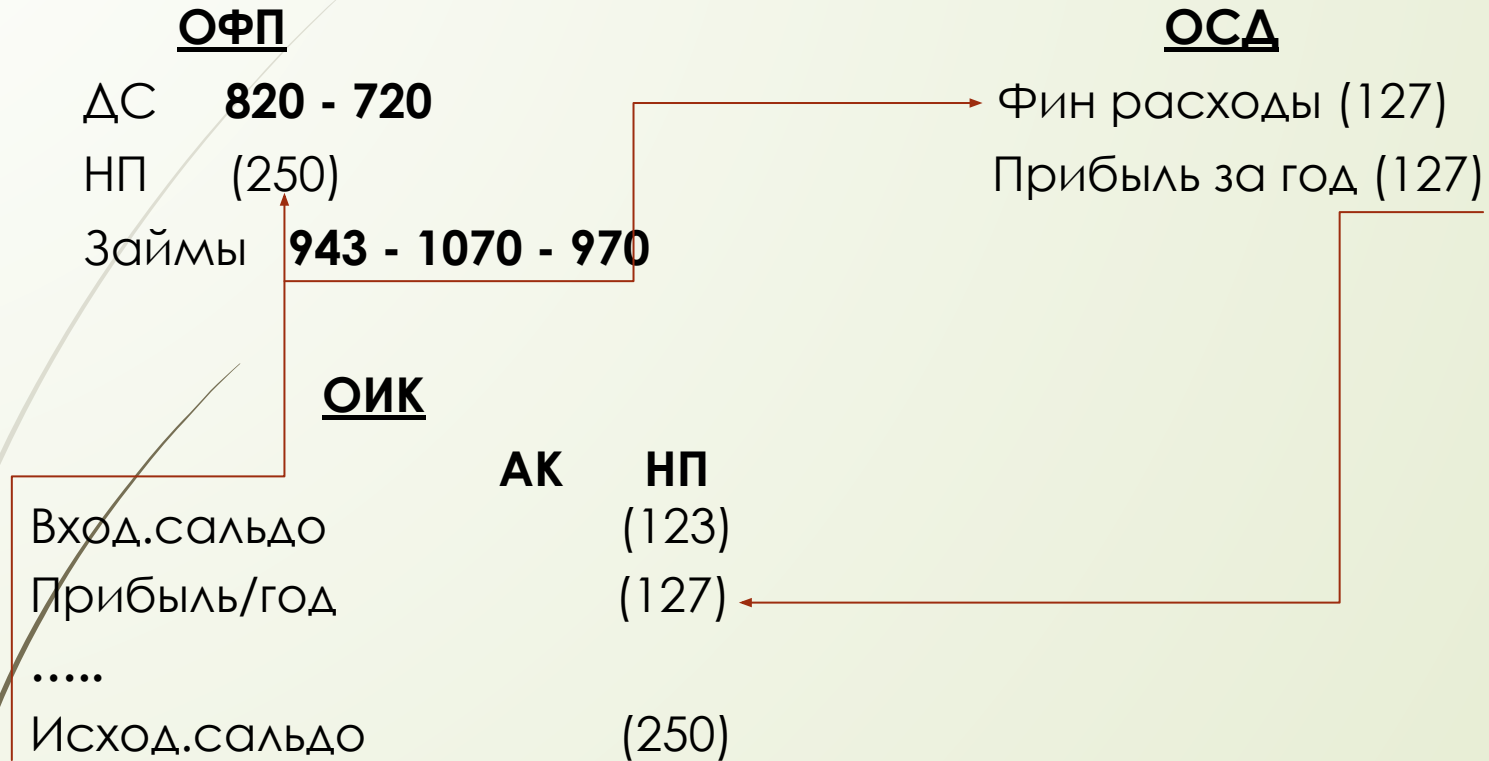 ОФП
ДС 820 - 720
НП (250)
Займы 943 - 1070 - 970
ОСД
Фин расходы (127)
Прибыль за год (127)
ОИК
АК НП
Вход.сальдо (123)
Прибыль/год (127)
…..
Исход.сальдо (250)